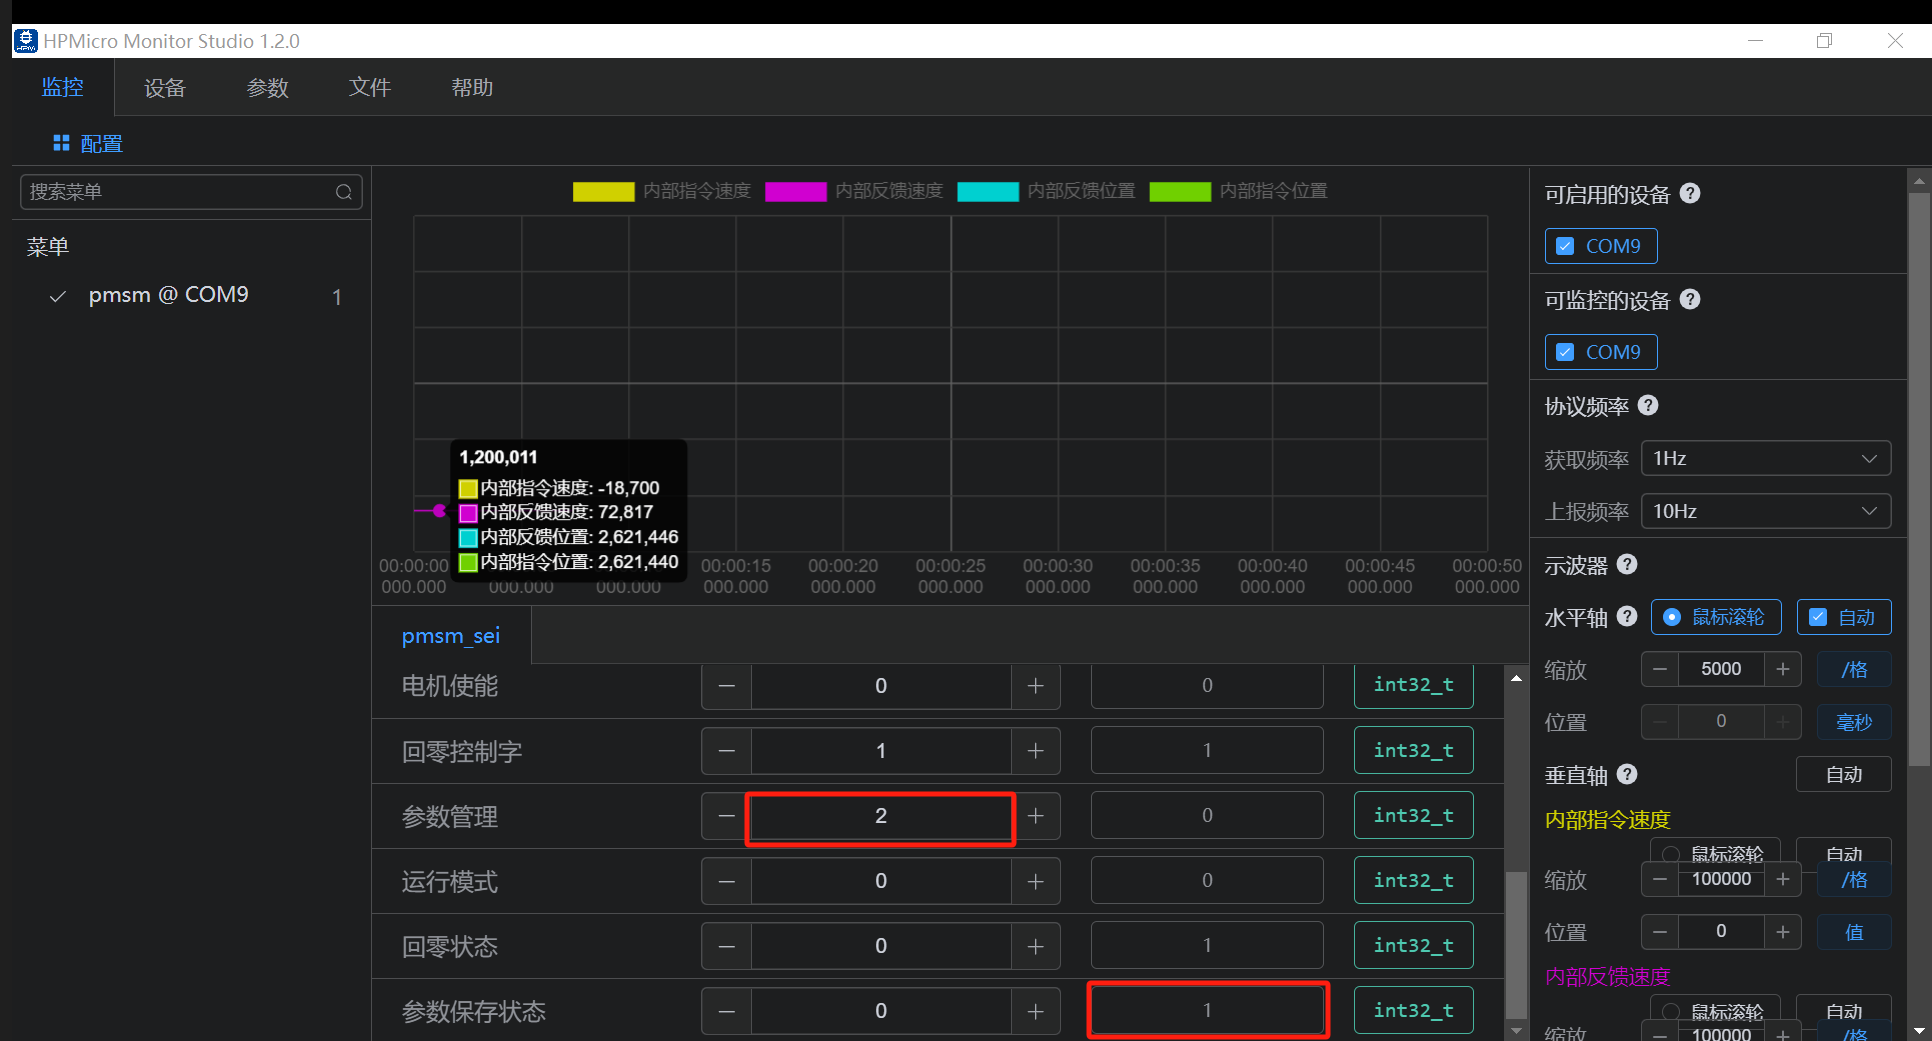 HPMicro Monitor Studio 1.2.0
监控 设备 参数 文件 帮助
配置
搜索菜单
菜单
pmsm @ COM9 1
内部指令速度 内部反馈速度 内部反馈位置 内部指令位置
1,200,011
内部指令速度: -18,700
内部反馈速度: 72,817
内部反馈位置: 2,621,446
内部指令位置: 2,621,440
00:00:00 00:00:15 00:00:20 00:00:25 00:00:30 00:00:35 00:00:40 00:00:45 00:00:50
000.000 000.000 000.000 000.000 000.000 000.000 000.000 000.000 000.000 000.000 000.000
pmsm_sei
电机使能 0 0 int32_t
回零控制字 1 1 int32_t
参数管理 2 0 int32_t
运行模式 0 0 int32_t
回零状态 0 1 int32_t
参数保存状态 0 1 int32_t
可启用的设备
COM9
可监控的设备
COM9
协议频率
获取频率 1Hz
上报频率 10Hz
示波器
水平轴 鼠标滚轮 自动
缩放 5000 /格
位置 0 毫秒
垂直轴 自动
内部指令速度
鼠标滚轮 自动
缩放 100000 /格
位置 0 值
内部反馈速度
鼠标滚轮 自动
缩放 100000 /格